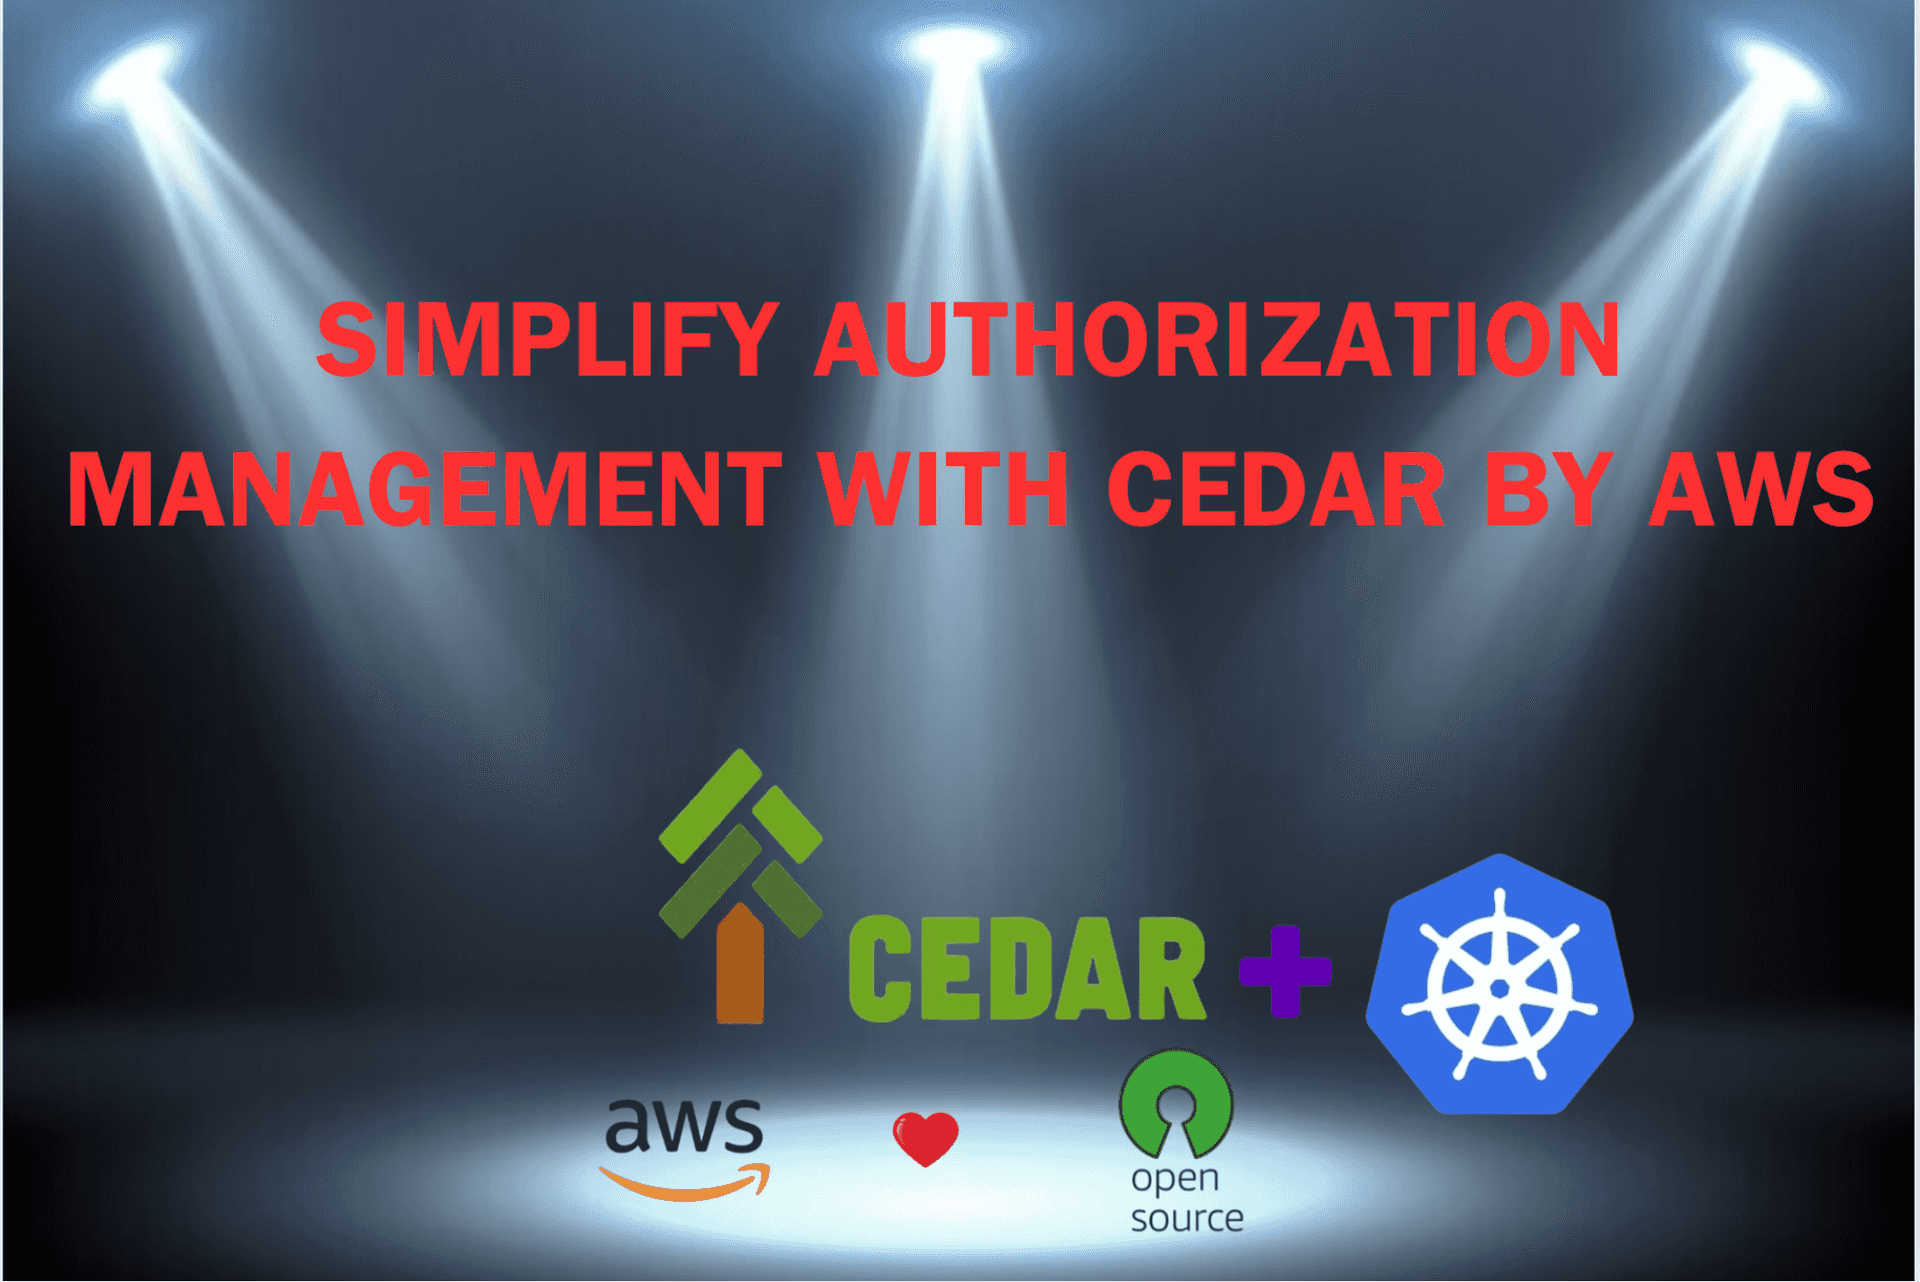 SIMPLIFY AUTHORIZATION
MANAGEMENT WITH CEDAR BY AWS
CEDAR
aws
open
source